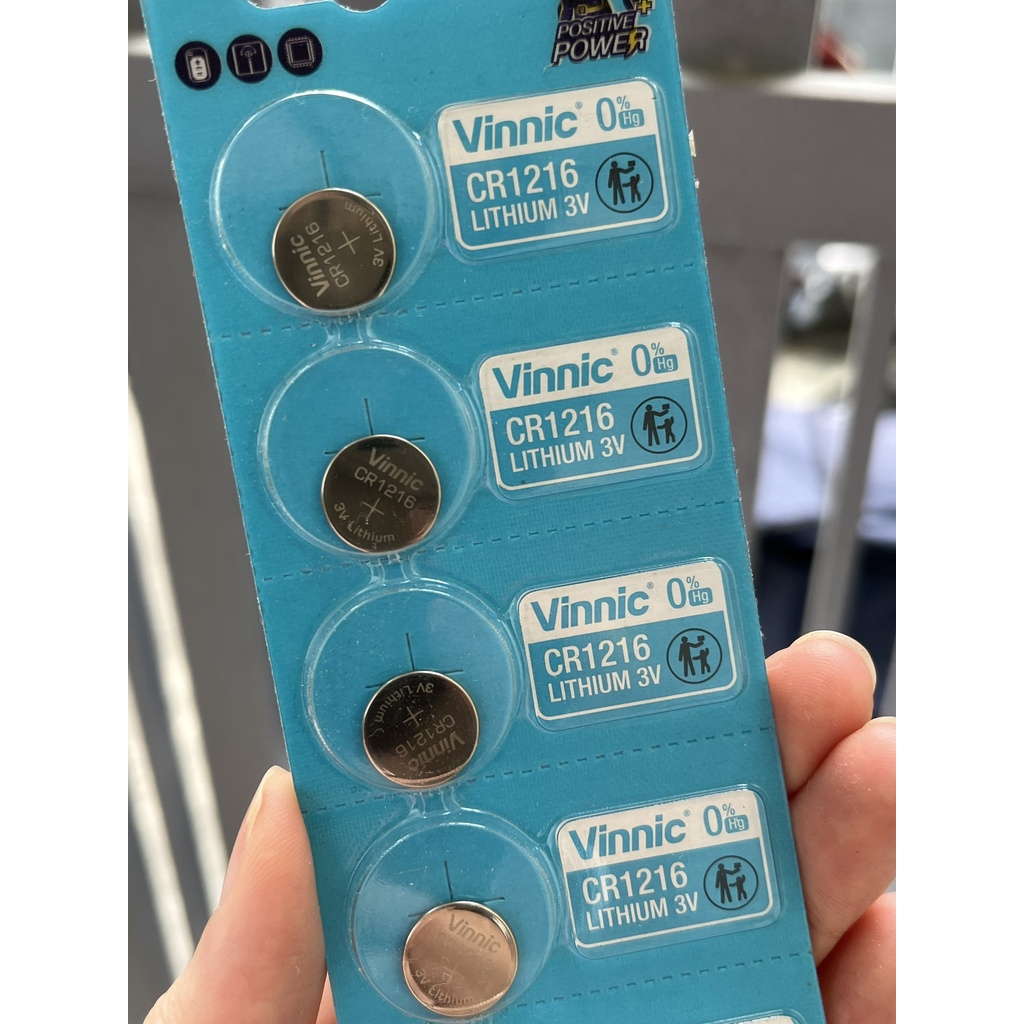 POSITIVE
POWER
Vinnic® 0% Hg
CR1216
LITHIUM 3V
Vinnic
CR1216
+
3V Lithium
Vinnic® 0% Hg
CR1216
LITHIUM 3V
Vinnic
CR1216
+
3V Lithium
Vinnic® 0% Hg
CR1216
LITHIUM 3V
Vinnic
CR1216
+
3V Lithium
Vinnic® 0% Hg
CR1216
LITHIUM 3V
Vinnic
3V Lithium